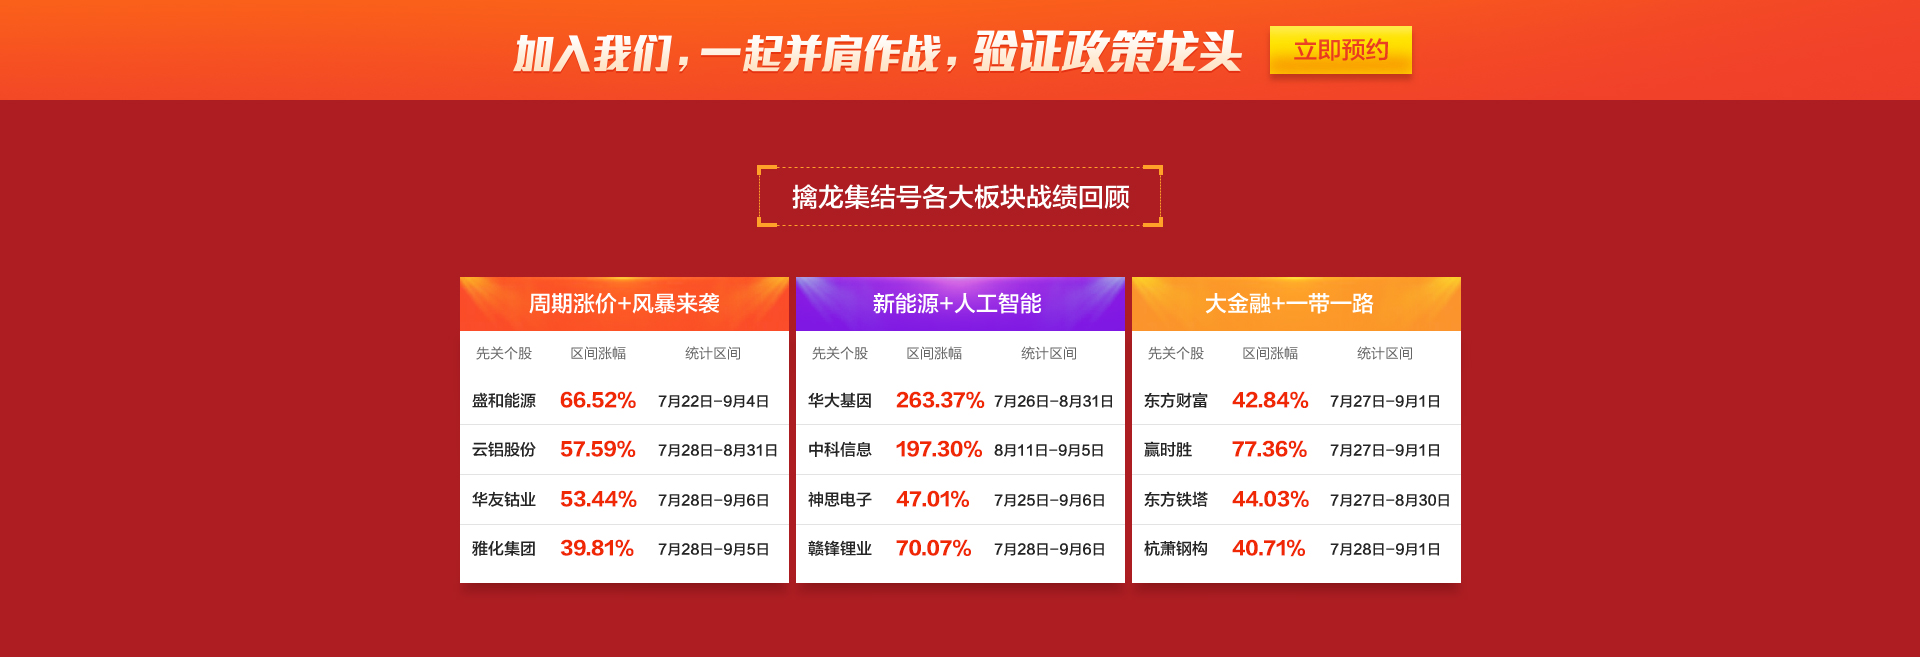 加入我们，一起并肩作战，验证政策龙头 立即预约
擒龙集结号各大板块战绩回顾
周期涨价+风暴来袭
先关个股 区间涨幅 统计区间
盛和能源 66.52% 7月22日-9月4日
云铝股份 57.59% 7月28日-8月31日
华友钴业 53.44% 7月28日-9月6日
雅化集团 39.81% 7月28日-9月5日
新能源+人工智能
先关个股 区间涨幅 统计区间
华大基因 263.37% 7月26日-8月31日
中科信息 197.30% 8月11日-9月5日
神思电子 47.01% 7月25日-9月6日
赣锋锂业 70.07% 7月28日-9月6日
大金融+一带一路
先关个股 区间涨幅 统计区间
东方财富 42.84% 7月27日-9月1日
赢时胜 77.36% 7月27日-9月1日
东方铁塔 44.03% 7月27日-8月30日
杭萧钢构 40.71% 7月28日-9月1日